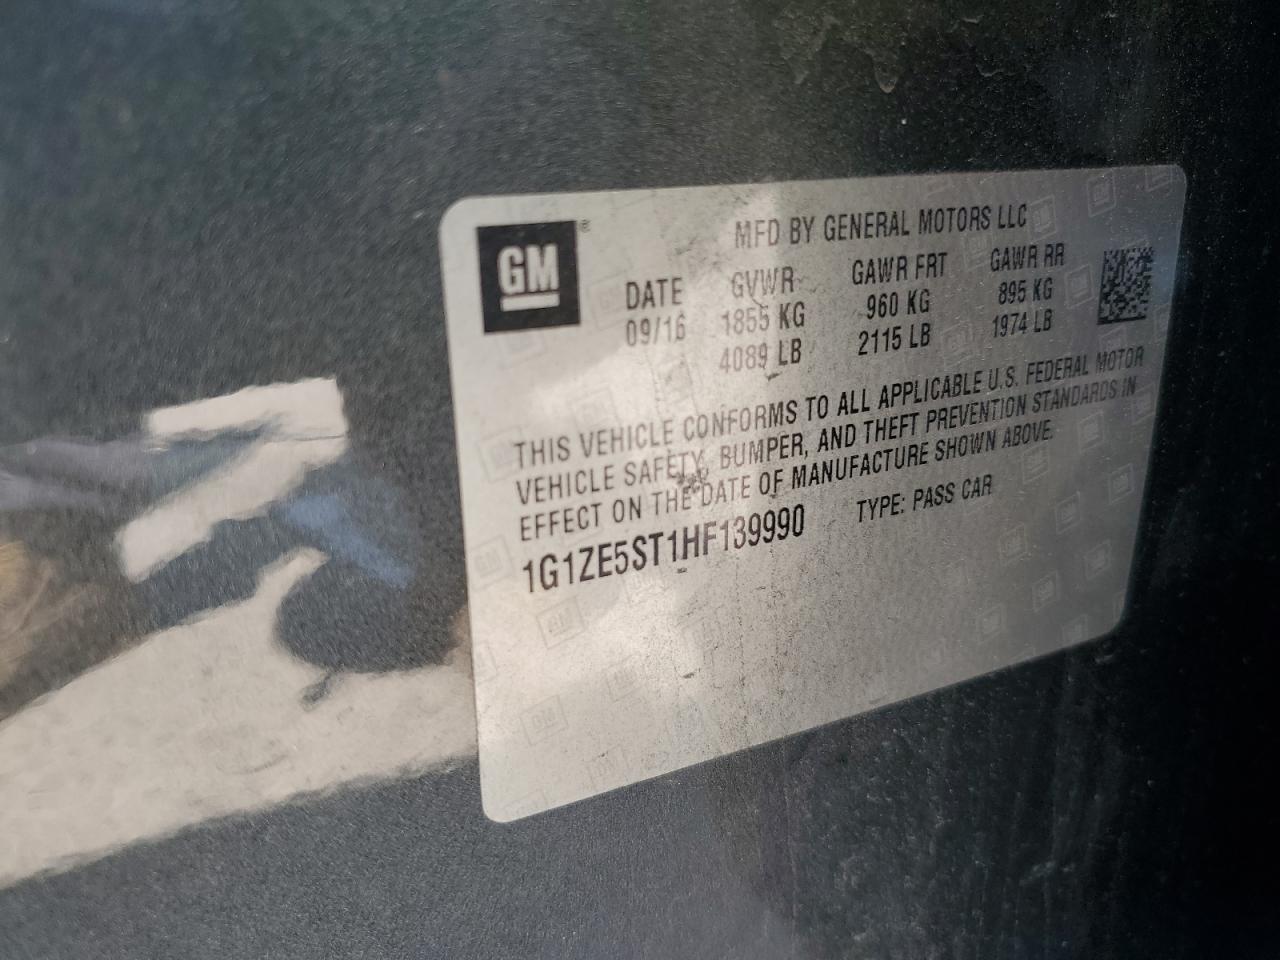 GM
MFD BY GENERAL MOTORS LLC
DATE GVWR GAWR FRT GAWR RR
09/16 1855 KG 960 KG 895 KG
4089 LB 2115 LB 1974 LB
THIS VEHICLE CONFORMS TO ALL APPLICABLE U.S. FEDERAL MOTOR
VEHICLE SAFETY, BUMPER, AND THEFT PREVENTION STANDARDS IN
EFFECT ON THE DATE OF MANUFACTURE SHOWN ABOVE.
1G1ZE5ST1HF139990 TYPE: PASS CAR